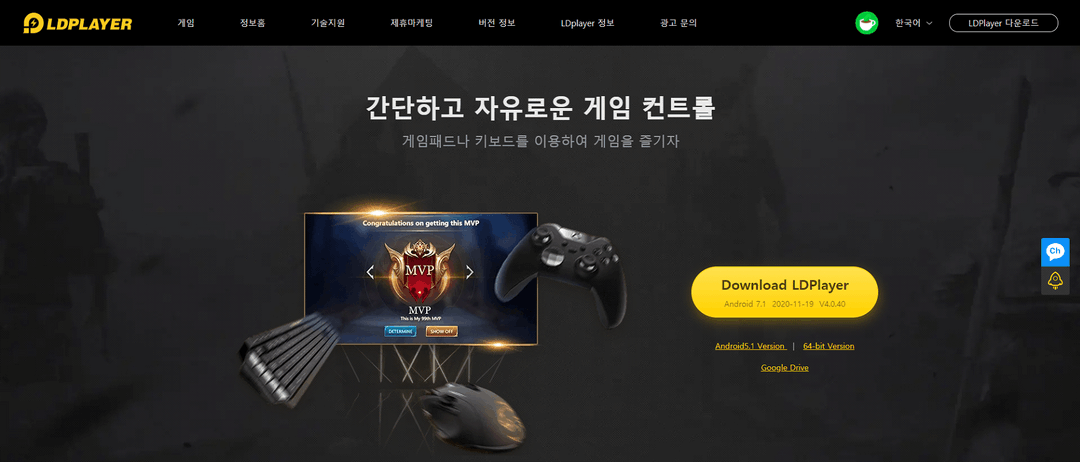 LDPLAYER
게임 정보홈 기술지원 제휴마케팅 버전 정보 LDplayer 정보 광고 문의
한국어 LDPlayer 다운로드
간단하고 자유로운 게임 컨트롤
게임패드나 키보드를 이용하여 게임을 즐기자
Congratulations on getting this MVP
MVP
MVP
This is My 99th MVP
DETERMINE SHOW OFF
Ch
Download LDPlayer
Android 7.1 2020-11-19 V4.0.40
Android5.1 Version | 64-bit Version
Google Drive